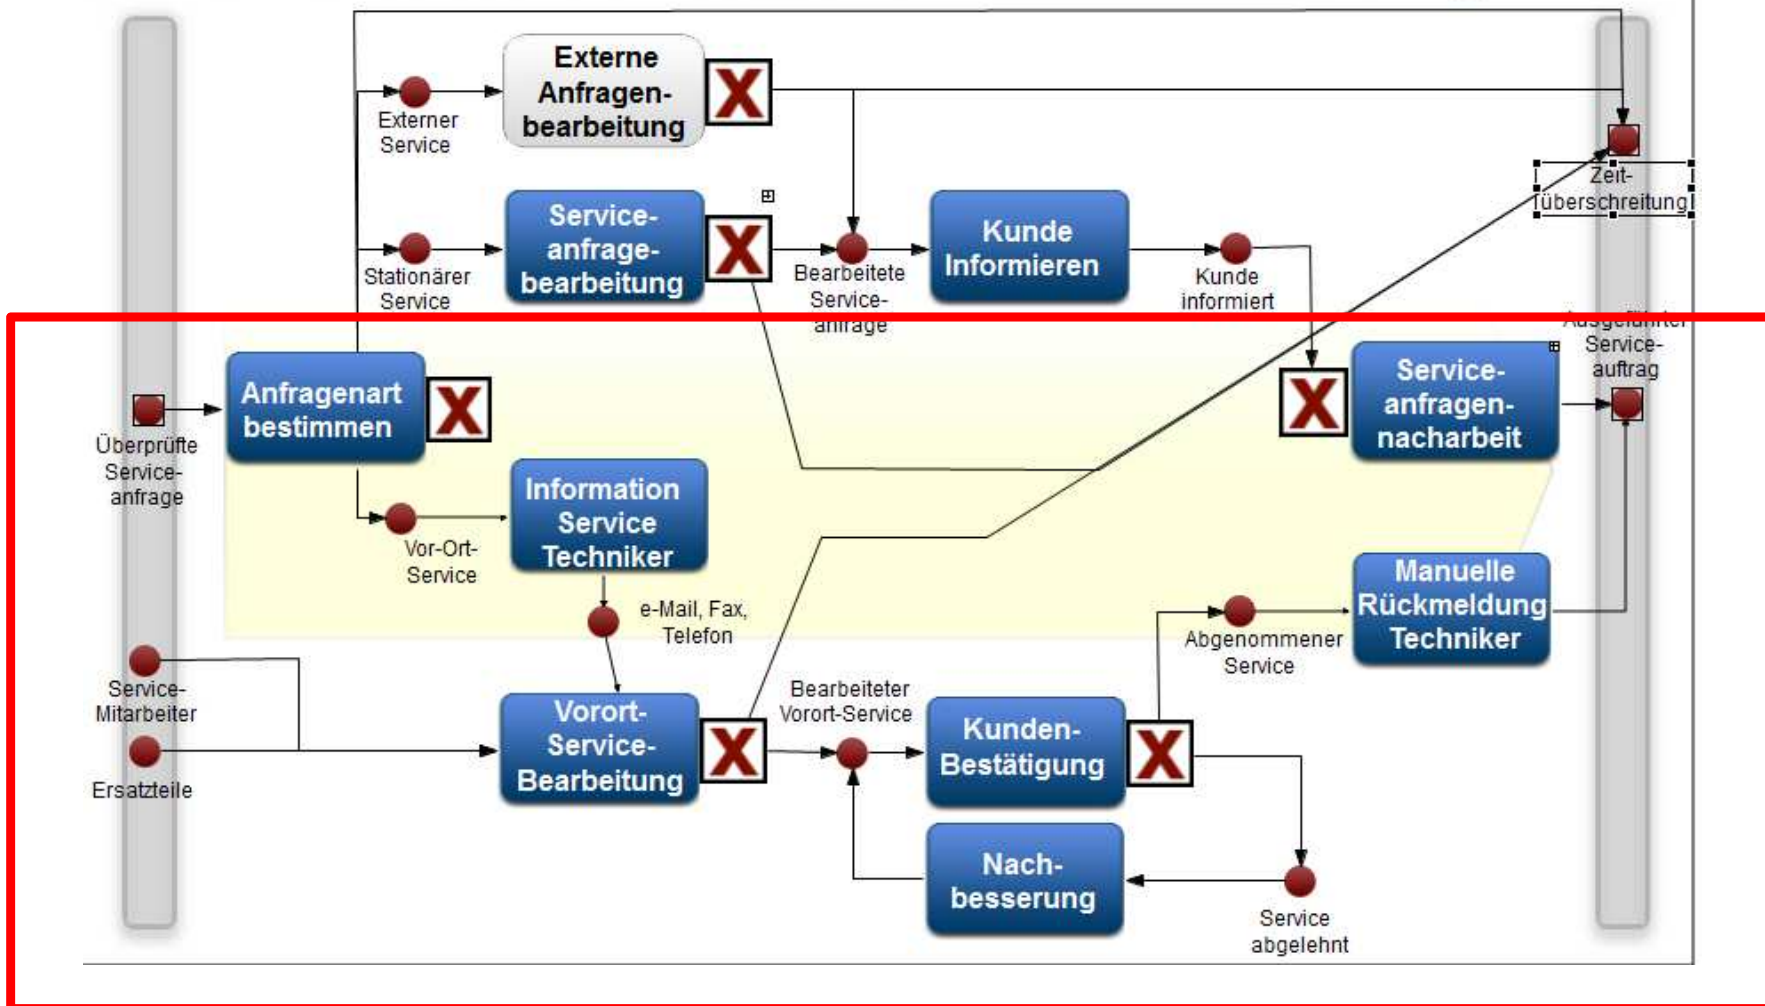 Externe
Anfragen-
bearbeitung
X
Externer
Service
Zeit-
überschreitung
Service-
anfrage-
bearbeitung
X
Kunde
Informieren
Stationärer
Service
Bearbeitete
Service-
anfrage
Kunde
informiert
Ausgeführter
Service-
auftrag
Anfragenart
bestimmen
X
X
Service-
anfragen-
nacharbeit
Überprüfte
Service-
anfrage
Information
Service
Techniker
Vor-Ort-
Service
e-Mail, Fax,
Telefon
Manuelle
Rückmeldung
Techniker
Abgenommener
Service
Service-
Mitarbeiter
Ersatzteile
Vorort-
Service-
Bearbeitung
X
Bearbeiteter
Vorort-Service
Kunden-
Bestätigung
X
Nach-
besserung
Service
abgelehnt